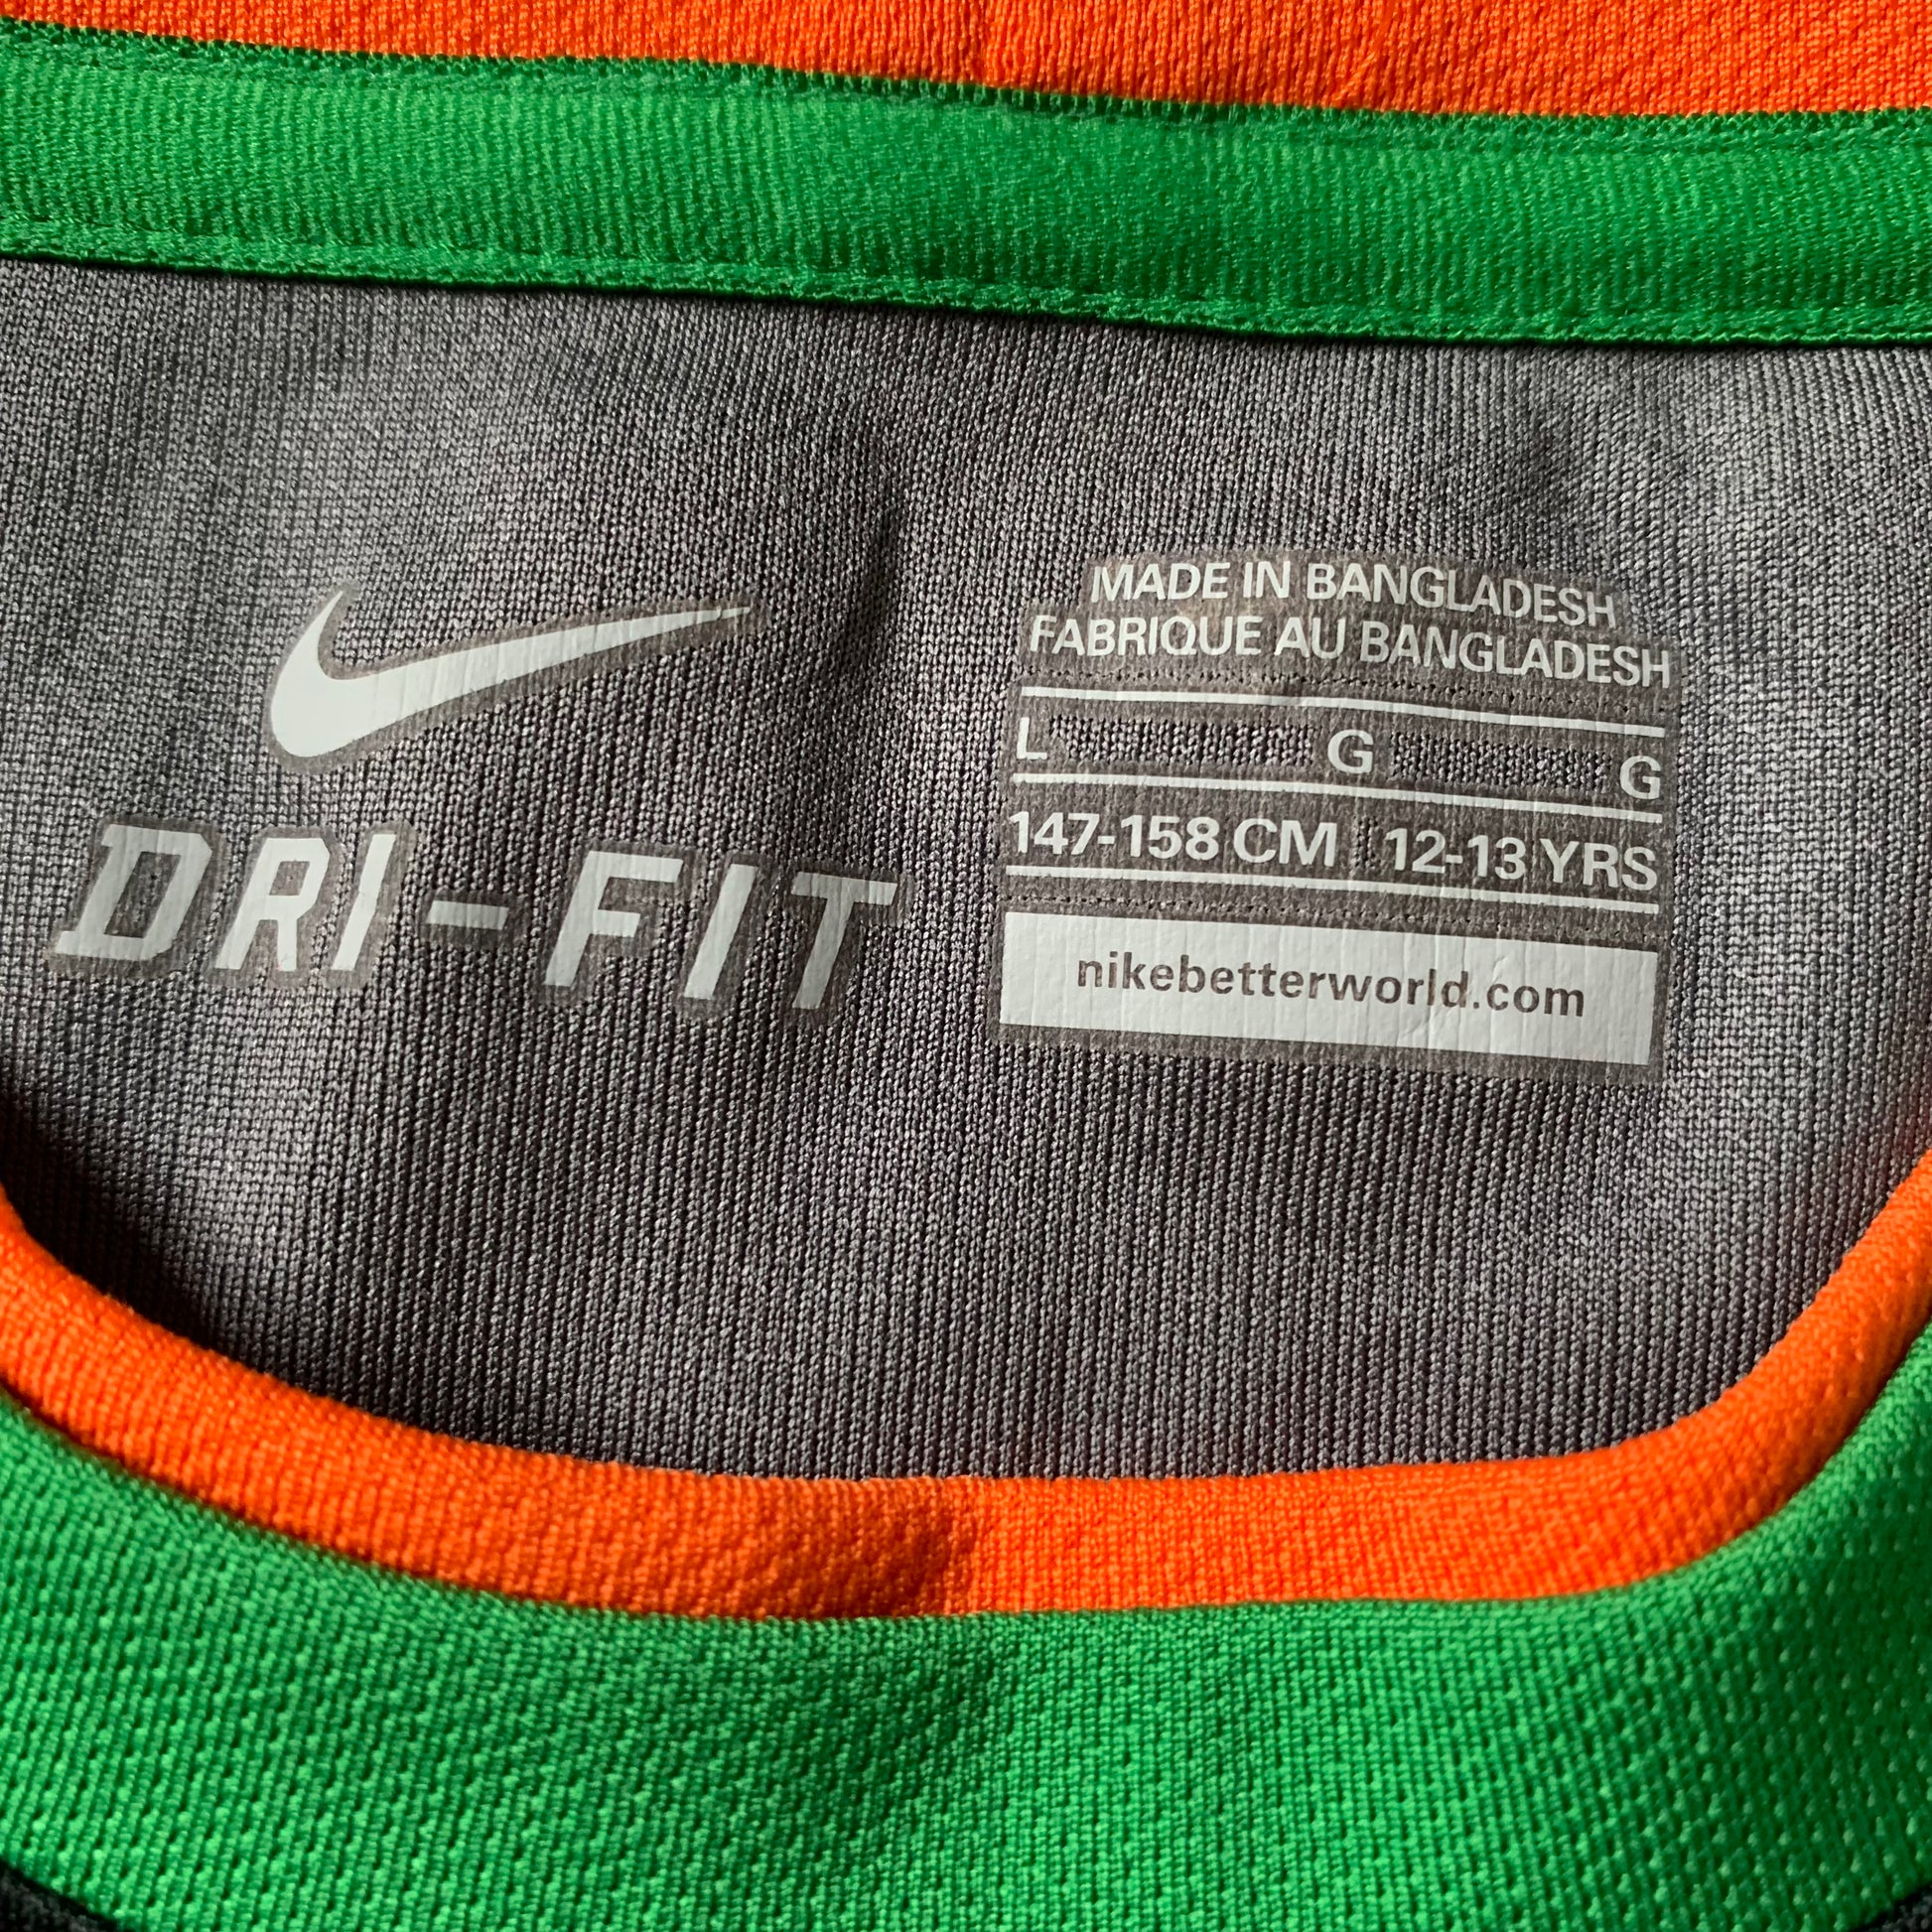 DRI-FIT
MADE IN BANGLADESH
FABRIQUE AU BANGLADESH
L G G
147-158 CM 12-13 YRS
nikebetterworld.com